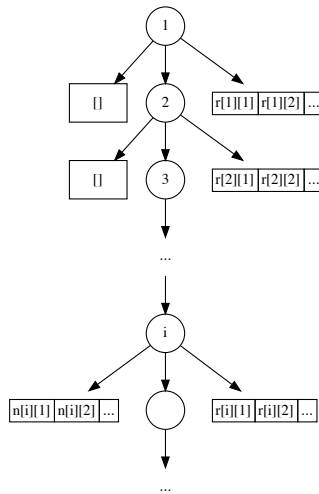 1
[] 2 r[1][1] r[1][2] ...
[] 3 r[2][1] r[2][2] ...
...
i
n[i][1] n[i][2] ... r[i][1] r[i][2] ...
...